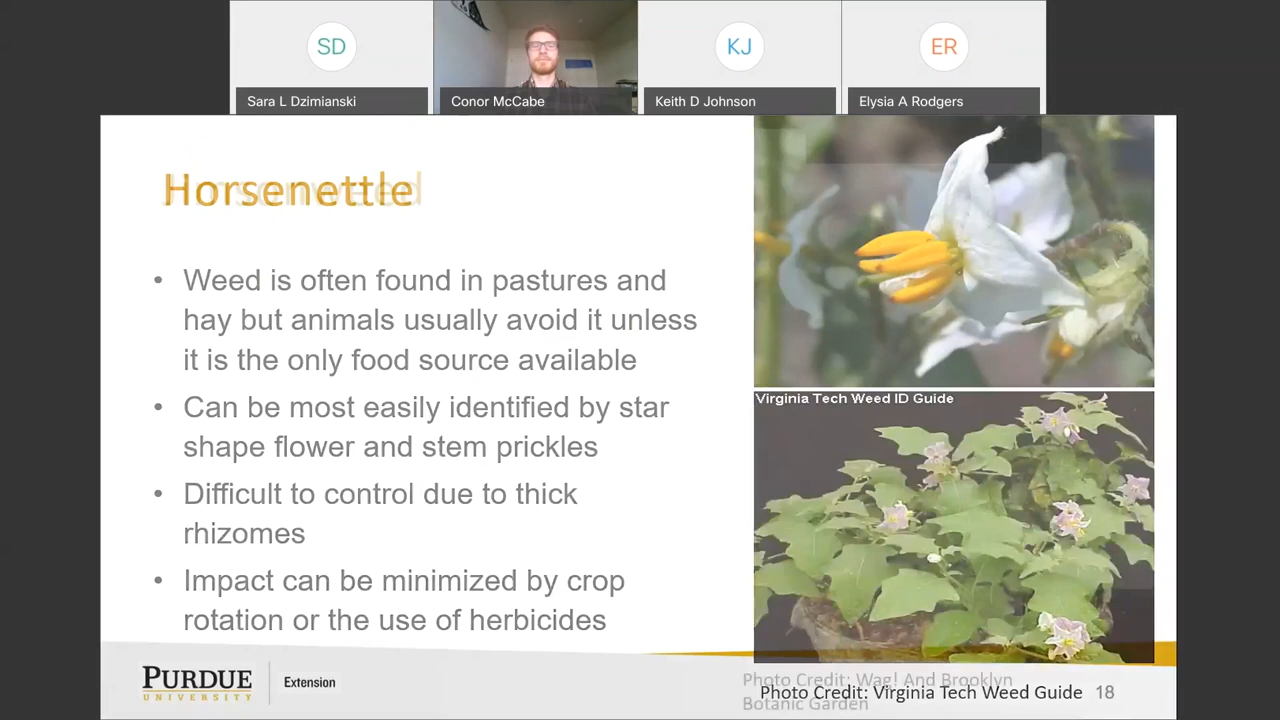 SD
KJ
ER
Sara L Dzimianski
Conor McCabe
Keith D Johnson
Elysia A Rodgers
Horsenettle
• Weed is often found in pastures and
hay but animals usually avoid it unless
it is the only food source available
• Can be most easily identified by star
shape flower and stem prickles
• Difficult to control due to thick
rhizomes
• Impact can be minimized by crop
rotation or the use of herbicides
Virginia Tech Weed ID Guide
PURDUE
UNIVERSITY
Extension
Photo Credit: Wag! And Brooklyn
Botanic Garden
Photo Credit: Virginia Tech Weed Guide 18